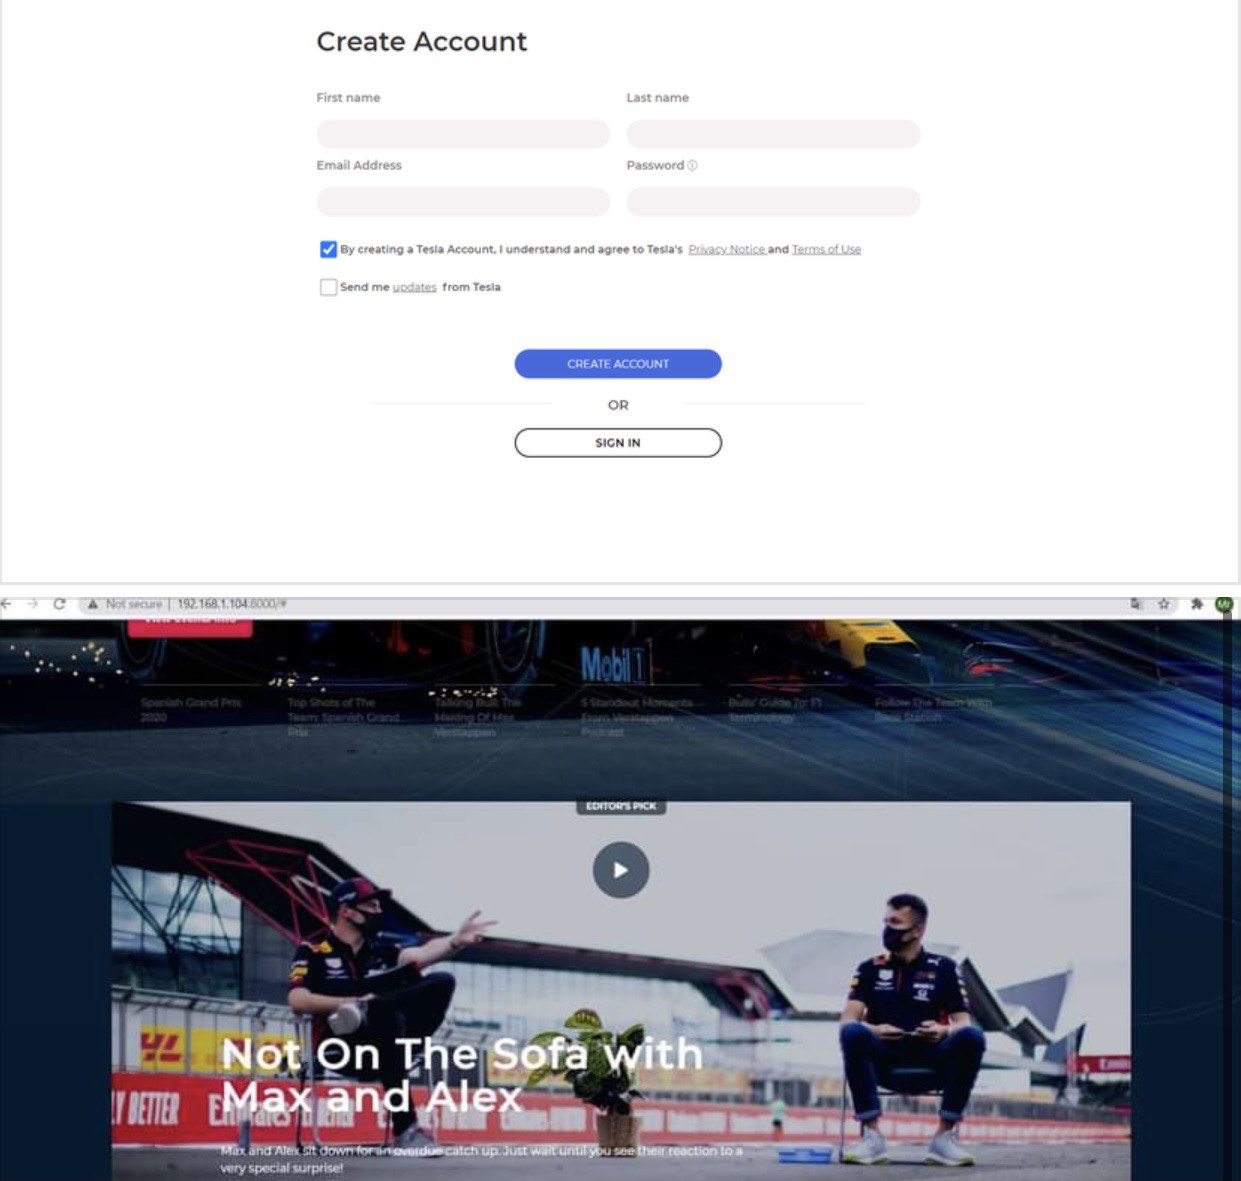 Create Account
First name Last name
Email Address Password ⓘ
By creating a Tesla Account, I understand and agree to Tesla's Privacy Notice and Terms of Use
Send me updates from Tesla
CREATE ACCOUNT
OR
SIGN IN
Not secure | 192.168.1.104:8000/#
Mobil 1
Spanish Grand Prix Top Shots of The Talking Bull: The 5 Standout Moments Bulls' Guide To: F1 Follow The Team With
2020 Team: Spanish Grand Making Of Max From Verstappen Terminology
Prix Verstappen Podcast
EDITOR'S PICK
Not On The Sofa with
Max and Alex
Y BETTER Emirates
Max and Alex sit down for an overdue catch up. Just wait until you see their reaction to a
very special surprise!